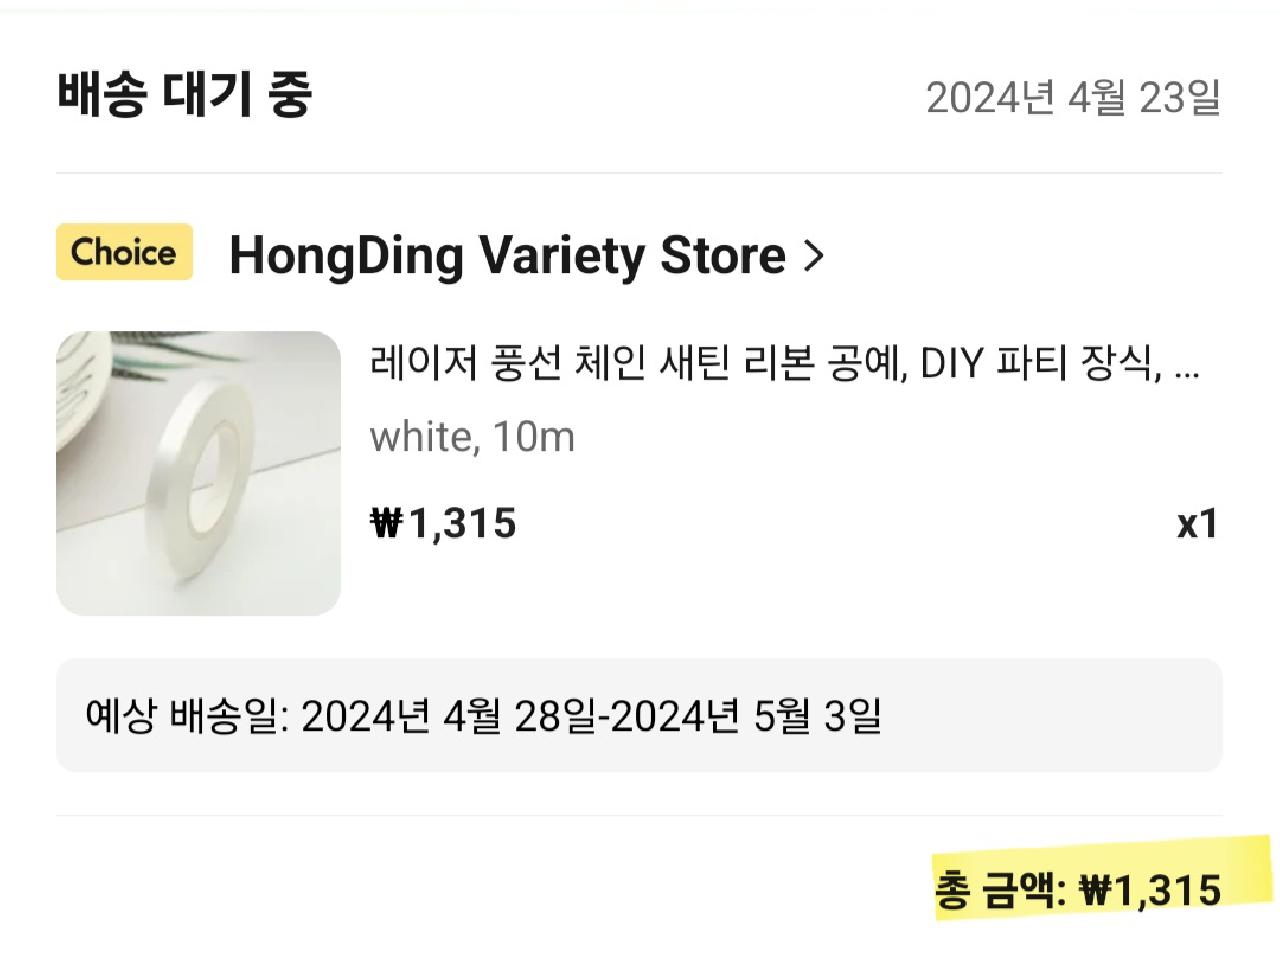 배송 대기 중 2024년 4월 23일
Choice HongDing Variety Store >
레이저 풍선 체인 새틴 리본 공예, DIY 파티 장식, ...
white, 10m
₩1,315 x1
예상 배송일: 2024년 4월 28일-2024년 5월 3일
총 금액: ₩1,315